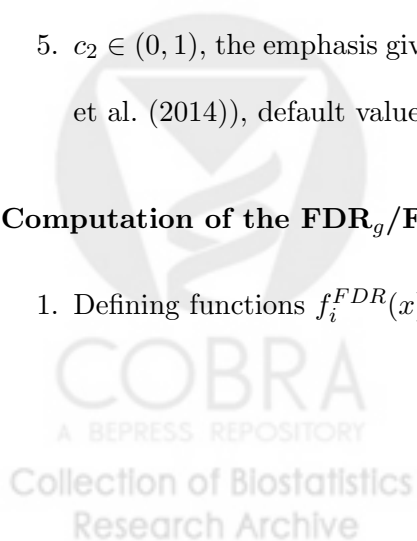 5. c₂ ∈ (0, 1), the emphasis giv
et al. (2014)), default value
Computation of the FDR_g/F
1. Defining functions f_i^{FDR}(x
COBRA
A BEPRESS REPOSITORY
Collection of Biostatistics
Research Archive